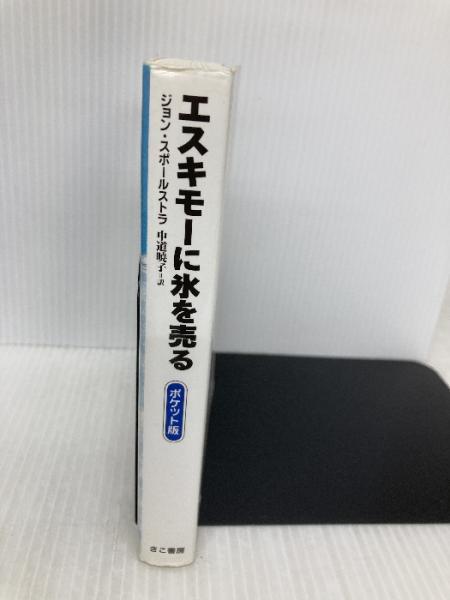 エスキモーに氷を売る
ジョン・スポールストラ 中道暁子=訳
ポケット版
きこ書房